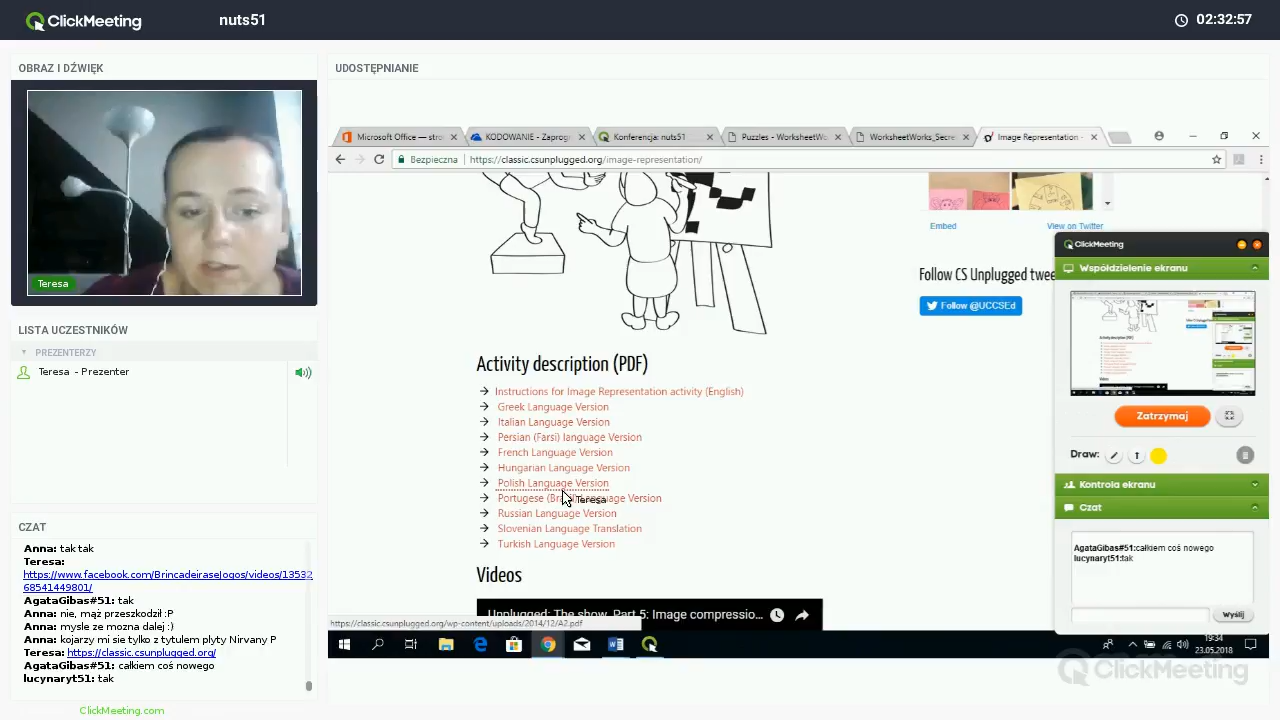 ClickMeeting
nuts51
02:32:57
OBRAZ I DŹWIĘK
Teresa
LISTA UCZESTNIKÓW
PREZENTERZY
Teresa - Prezenter
CZAT
Anna: tak tak
Teresa:
https://www.facebook.com/BrincadeiraseJogos/videos/13532
68541449801/
AgataGibas#51: tak
Anna: nie, mąż przeszkodził :P
Anna: mysle ze mozna dalej :)
Anna: kojarzy mi sie tylko z tytulem plyty Nirvany P
Teresa: https://classic.csunplugged.org/
AgataGibas#51: całkiem coś nowego
lucynaryt51: tak
ClickMeeting.com
UDOSTĘPNIANIE
Microsoft Office — stro
KODOWANIE - Zaprog
Konferencja: nuts51
Puzzles - WorksheetWo
WorksheetWorks_Secre
Image Representation -
Bezpieczna
https://classic.csunplugged.org/image-representation/
Embed
View on Twitter
Follow CS Unplugged twee
Follow @UCCSEd
Activity description (PDF)
Instructions for Image Representation activity (English)
Greek Language Version
Italian Language Version
Persian (Farsi) language Version
French Language Version
Hungarian Language Version
Polish Language Version
Portugese (Br
Language Version
Teresa
Russian Language Version
Slovenian Language Translation
Turkish Language Version
Videos
Unplugged: The show. Part 5: Image compressio...
https://classic.csunplugged.org/wp-content/uploads/2014/12/A2.pdf
ClickMeeting
Współdzielenie ekranu
Zatrzymaj
Draw:
Kontrola ekranu
Czat
AgataGibas#51:całkiem coś nowego
lucynaryt51:tak
Wyślij
19:34
23.05.2018
ClickMeeting